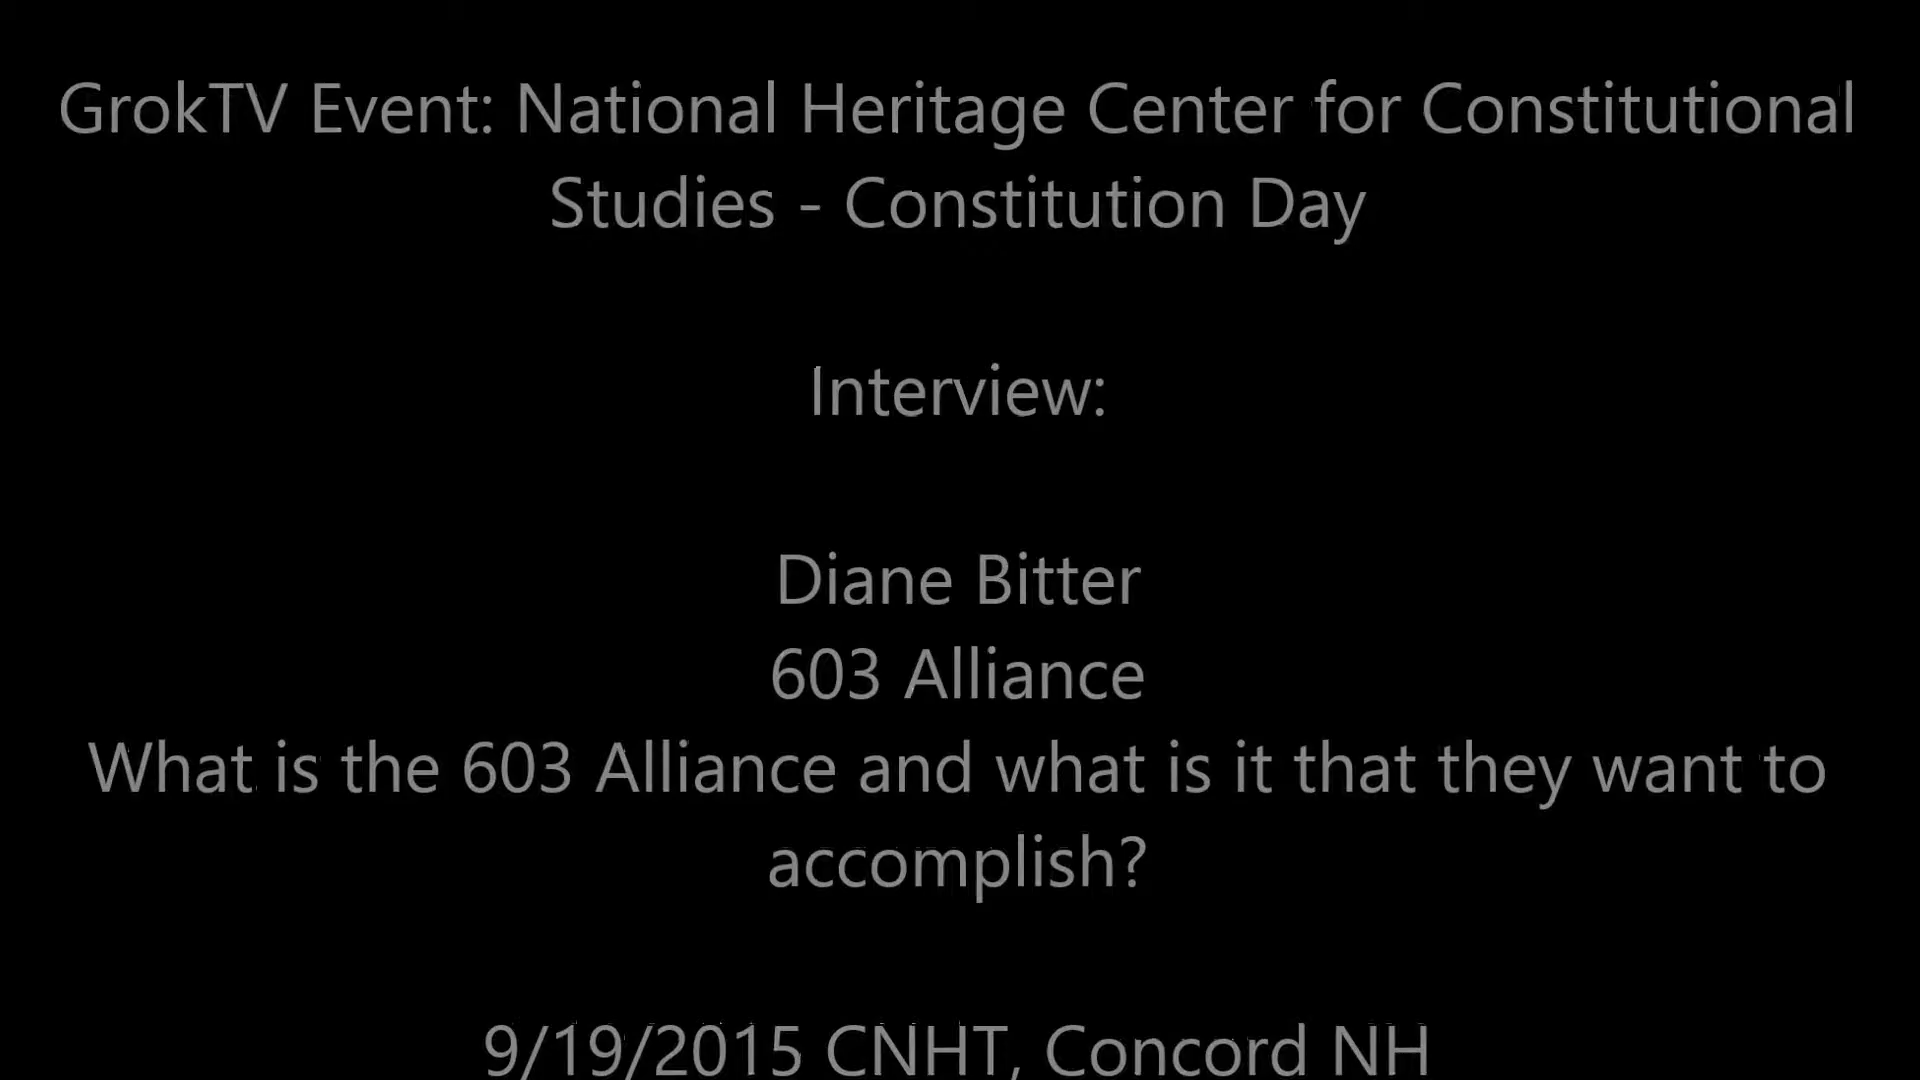 GrokTV Event: National Heritage Center for Constitutional
Studies - Constitution Day
Interview:
Diane Bitter
603 Alliance
What is the 603 Alliance and what is it that they want to
accomplish?
9/19/2015 CNHT, Concord NH